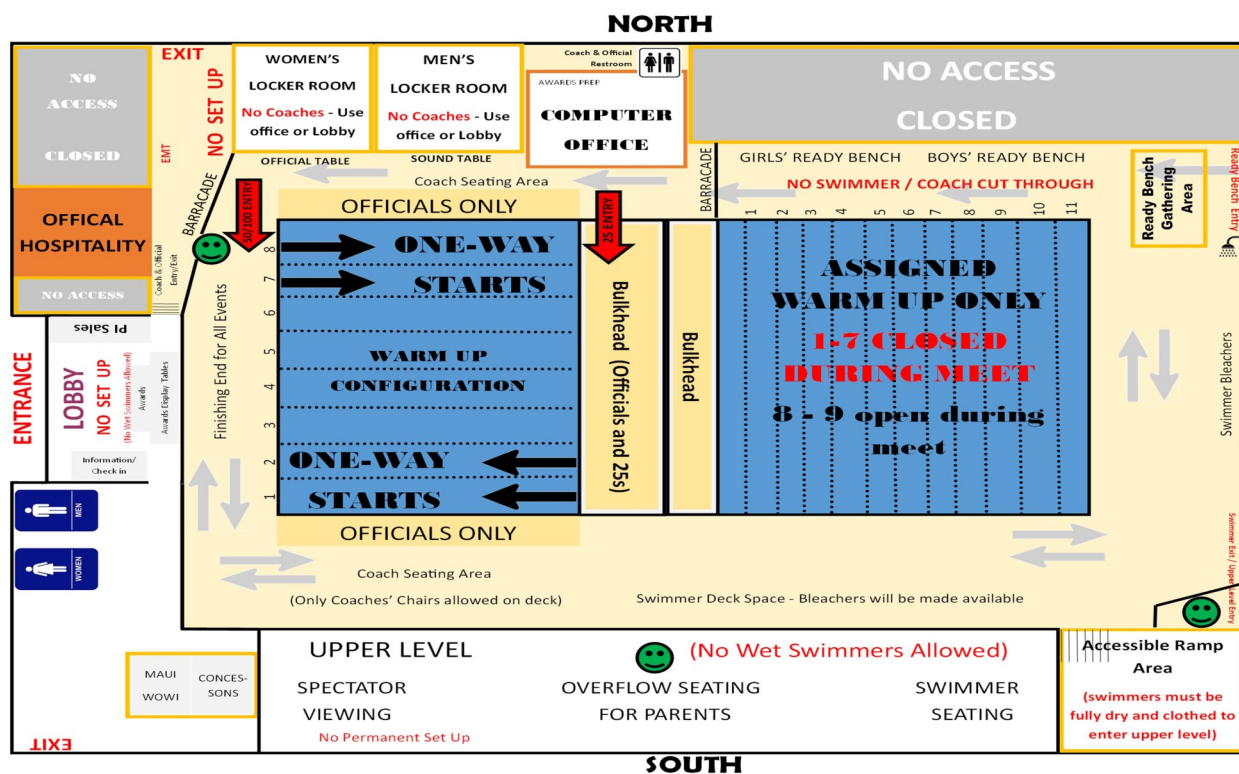 NORTH
EXIT
NO
ACCESS
CLOSED
NO SET UP
EMT
WOMEN'S
LOCKER ROOM
No Coaches - Use
office or Lobby
MEN'S
LOCKER ROOM
No Coaches - Use
office or Lobby
Coach & Official
Restroom
AWARDS PREP
COMPUTER
OFFICE
NO ACCESS
CLOSED
OFFICIAL TABLE
SOUND TABLE
Coach Seating Area
BARRACADE
GIRLS' READY BENCH
BOYS' READY BENCH
NO SWIMMER / COACH CUT THROUGH
Ready Bench
Gathering
Area
Ready Bench Entry
OFFICAL
HOSPITALITY
NO ACCESS
Coach & Official
Entry/Exit
BARRACADE
50/100 ENTRY
OFFICIALS ONLY
25 ENTRY
8
7
6
5
4
3
2
1
ONE-WAY
STARTS
WARM UP
CONFIGURATION
ONE-WAY
STARTS
Finishing End for All Events
Bulkhead (Officials and 25s)
Bulkhead
1
2
3
4
5
6
7
8
9
10
11
ASSIGNED
WARM UP ONLY
1-7 CLOSED
DURING MEET
8 - 9 open during
meet
Swimmer Bleachers
ENTRANCE
PI Sales
LOBBY
NO SET UP
(No Wet Swimmers Allowed)
Awards
Awards Display Tables
Information/
Check in
MEN
WOMEN
OFFICIALS ONLY
Coach Seating Area
(Only Coaches' Chairs allowed on deck)
Swimmer Deck Space - Bleachers will be made available
Swimmer Exit / Upper Level Entry
MAUI
WOWI
CONCES-
SONS
EXIT
UPPER LEVEL
(No Wet Swimmers Allowed)
SPECTATOR
VIEWING
No Permanent Set Up
OVERFLOW SEATING
FOR PARENTS
SWIMMER
SEATING
Accessible Ramp
Area
(swimmers must be
fully dry and clothed to
enter upper level)
SOUTH